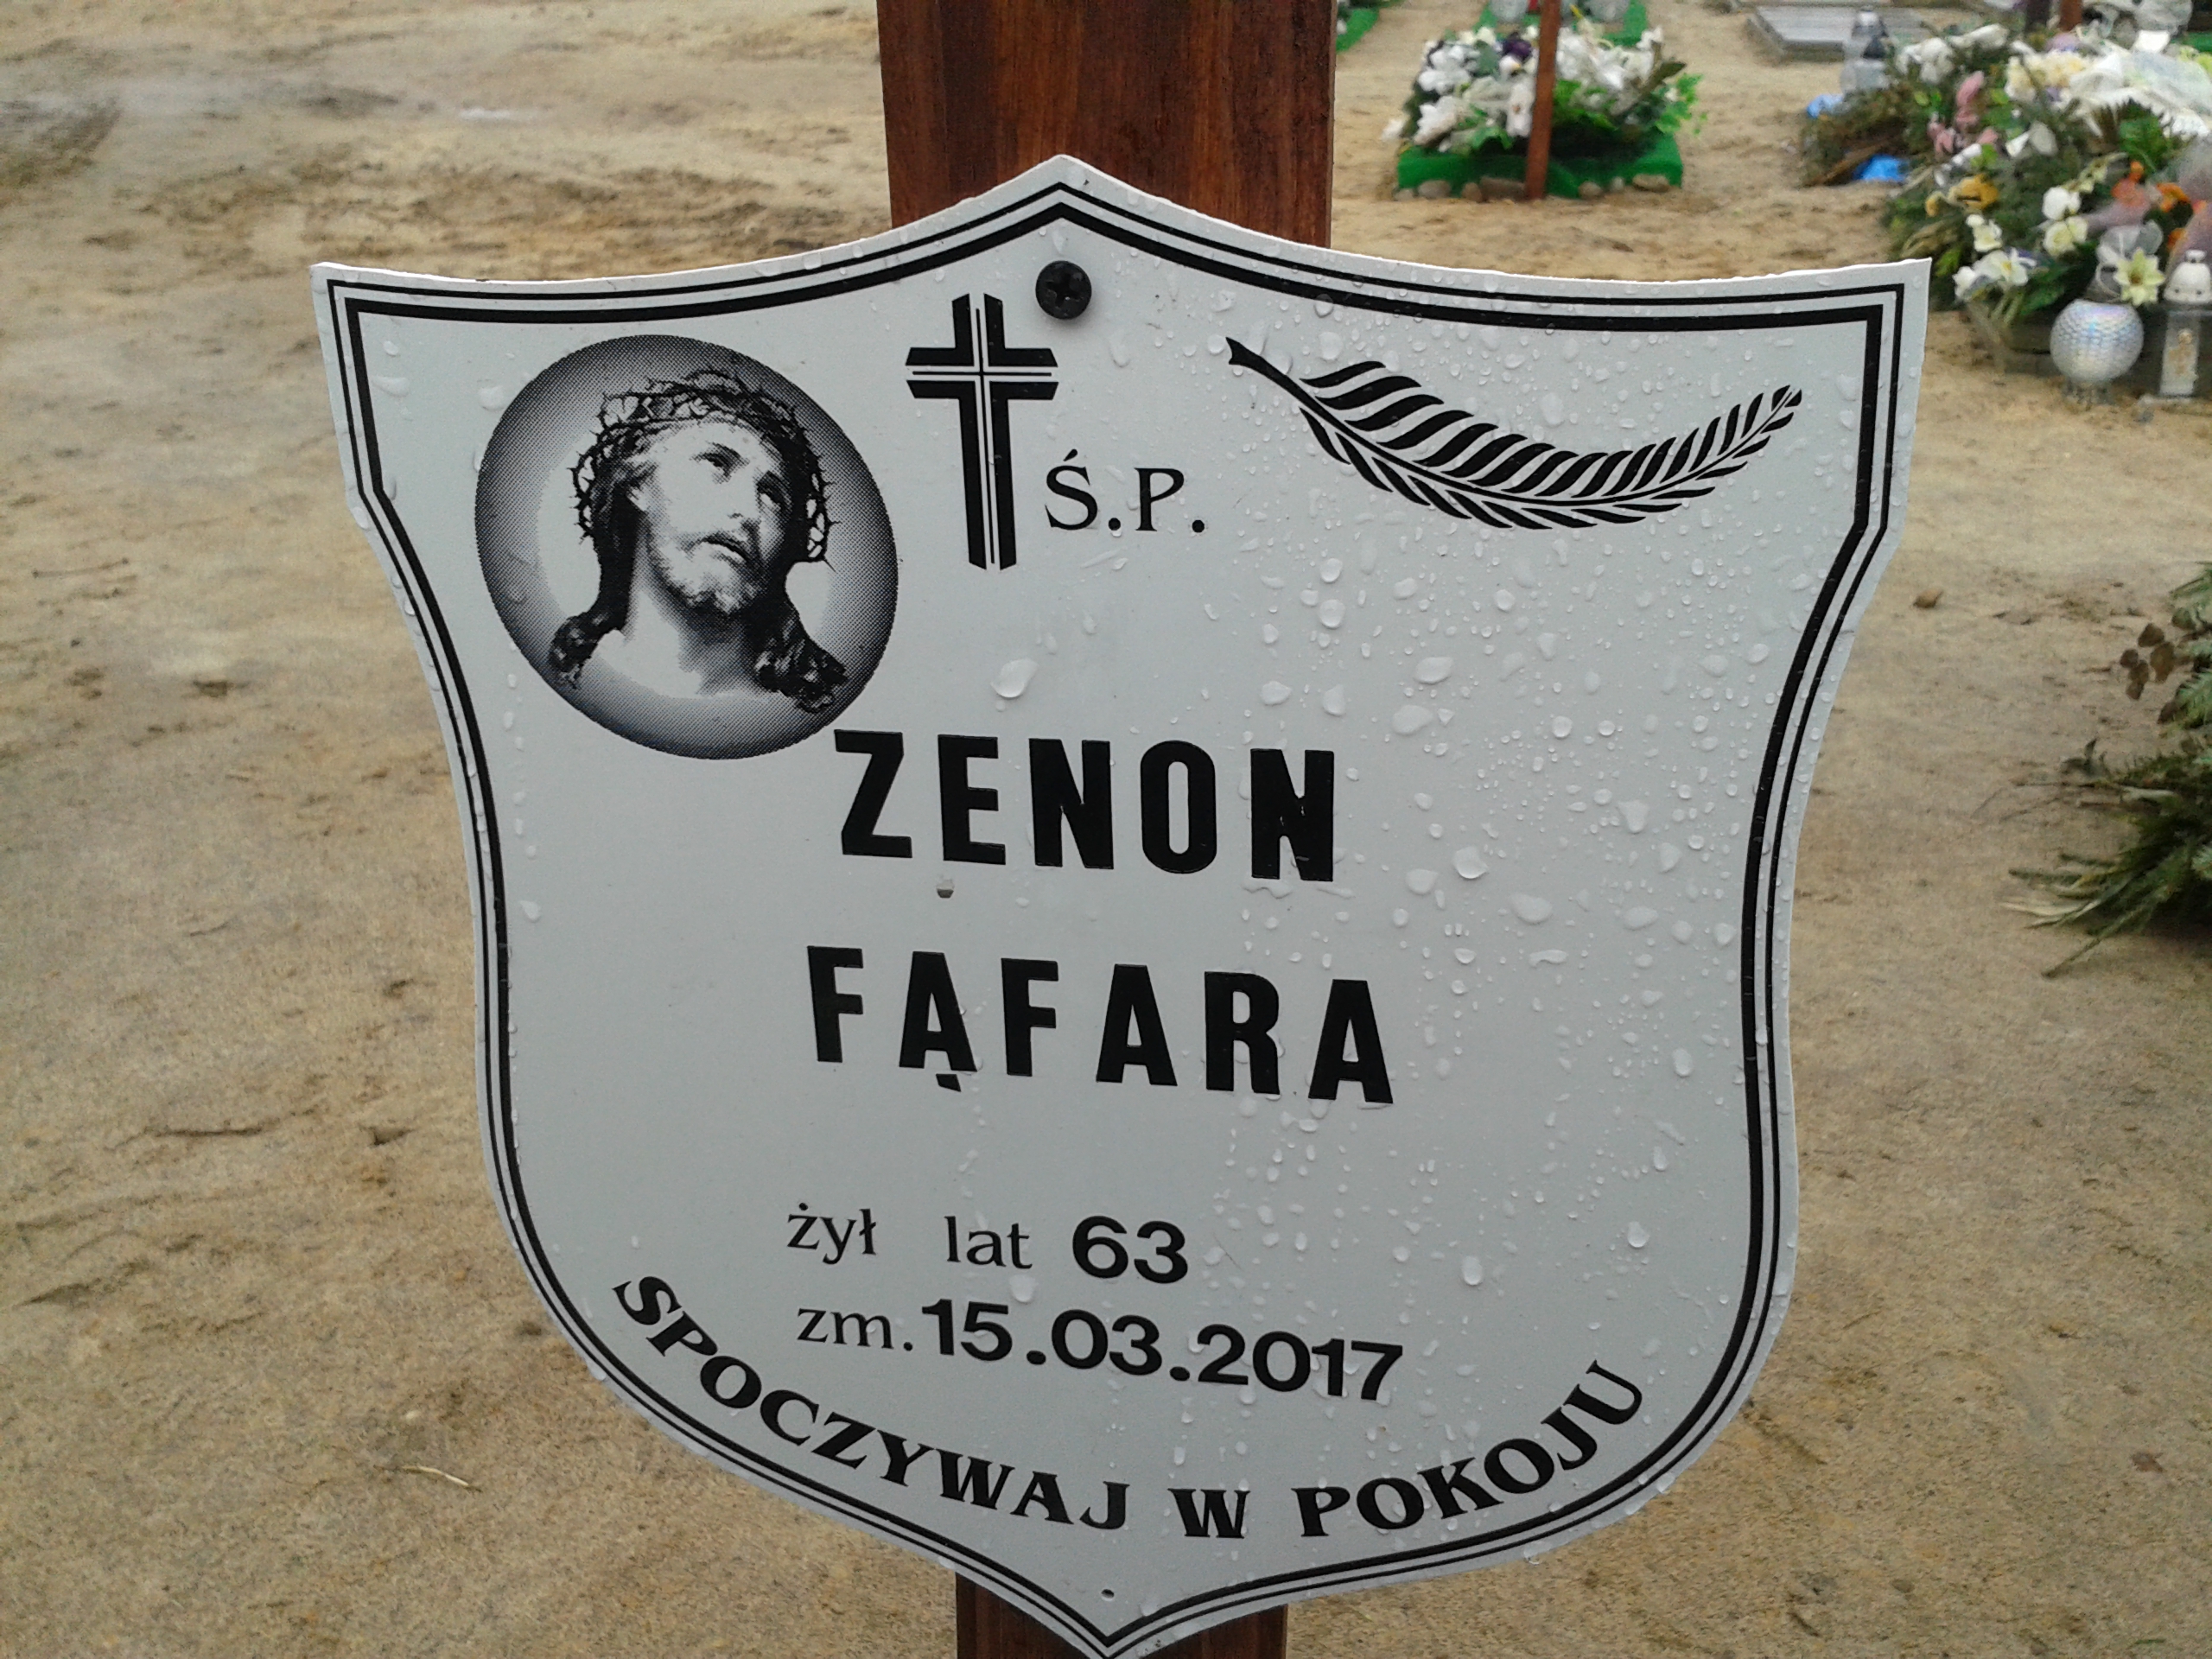 Ś.P.
ZENON
FĄFARA
żył lat 63
zm. 15.03.2017
SPOCZYWAJ W POKOJU